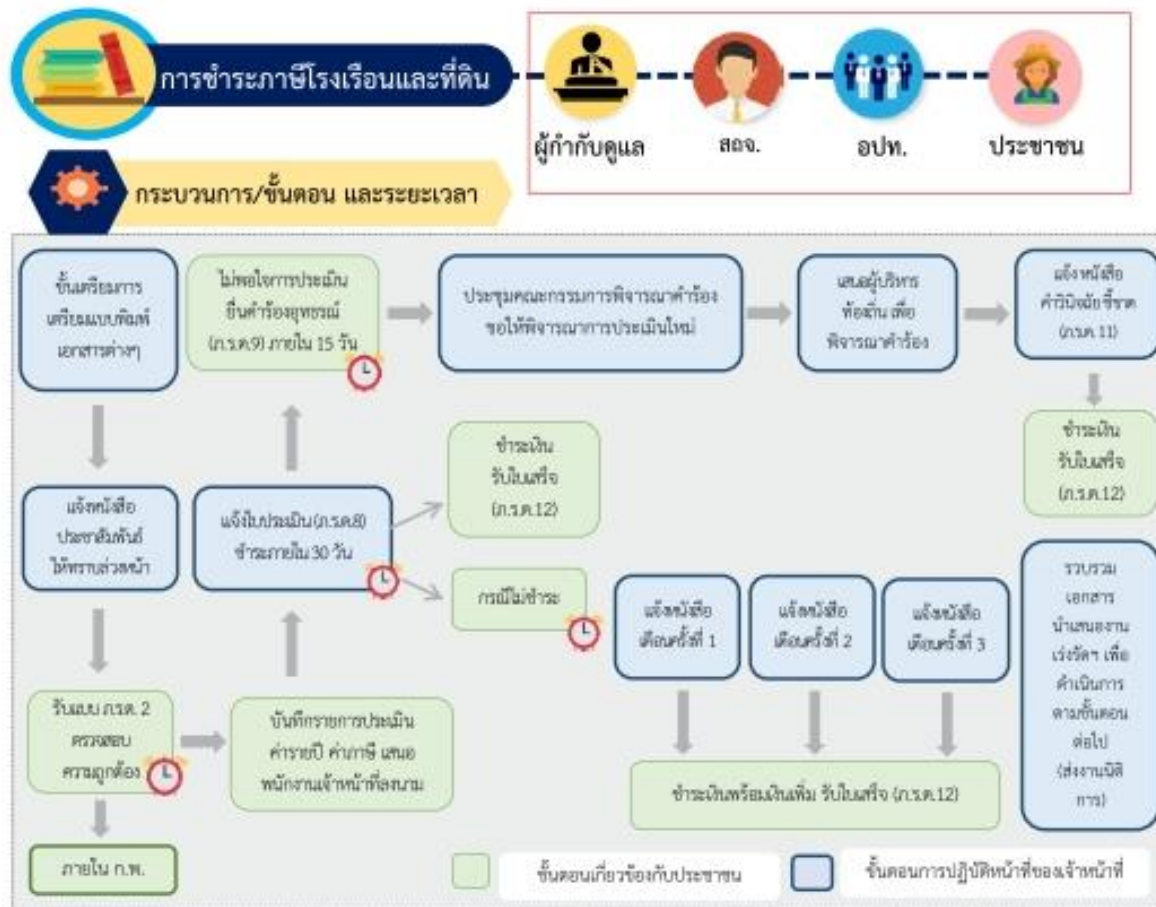 การชำระภาษีโรงเรือนและที่ดิน
ผู้กำกับดูแล
สถจ.
อปท.
ประชาชน
กระบวนการ/ขั้นตอน และระยะเวลา
ขั้นเตรียมการ
เตรียมแบบพิมพ์
เอกสารต่างๆ
ไม่พอใจการประเมิน
ยื่นคำร้องอุทธรณ์
(ภ.ร.ด.9) ภายใน 15 วัน
ประชุมคณะกรรมการพิจารณาคำร้อง
ขอให้พิจารณาการประเมินใหม่
เสนอผู้บริหาร
ท้องถิ่น เพื่อ
พิจารณาคำร้อง
แจ้งหนังสือ
คำวินิจฉัยชี้ขาด
(ภ.ร.ด. 11)
ชำระเงิน
รับใบเสร็จ
(ภ.ร.ด.12)
ชำระเงิน
รับใบเสร็จ
(ภ.ร.ด.12)
แจ้งหนังสือ
ประชาสัมพันธ์
ให้ทราบล่วงหน้า
แจ้งใบประเมิน (ภ.ร.ด.8)
ชำระภายใน 30 วัน
กรณีไม่ชำระ
แจ้งหนังสือ
เตือนครั้งที่ 1
แจ้งหนังสือ
เตือนครั้งที่ 2
แจ้งหนังสือ
เตือนครั้งที่ 3
รวบรวม
เอกสาร
นำเสนองาน
เร่งรัดฯ เพื่อ
ดำเนินการ
ตามขั้นตอน
ต่อไป
(ส่งงานนิติ
การ)
รับแบบ ภ.ร.ด. 2
ตรวจสอบ
ความถูกต้อง
บันทึกรายการประเมิน
ค่ารายปี ค่าภาษี เสนอ
พนักงานเจ้าหน้าที่ลงนาม
ชำระเงินพร้อมเงินเพิ่ม รับใบเสร็จ (ภ.ร.ด.12)
ภายใน ก.พ.
ขั้นตอนเกี่ยวข้องกับประชาชน
ขั้นตอนการปฏิบัติหน้าที่ของเจ้าหน้าที่